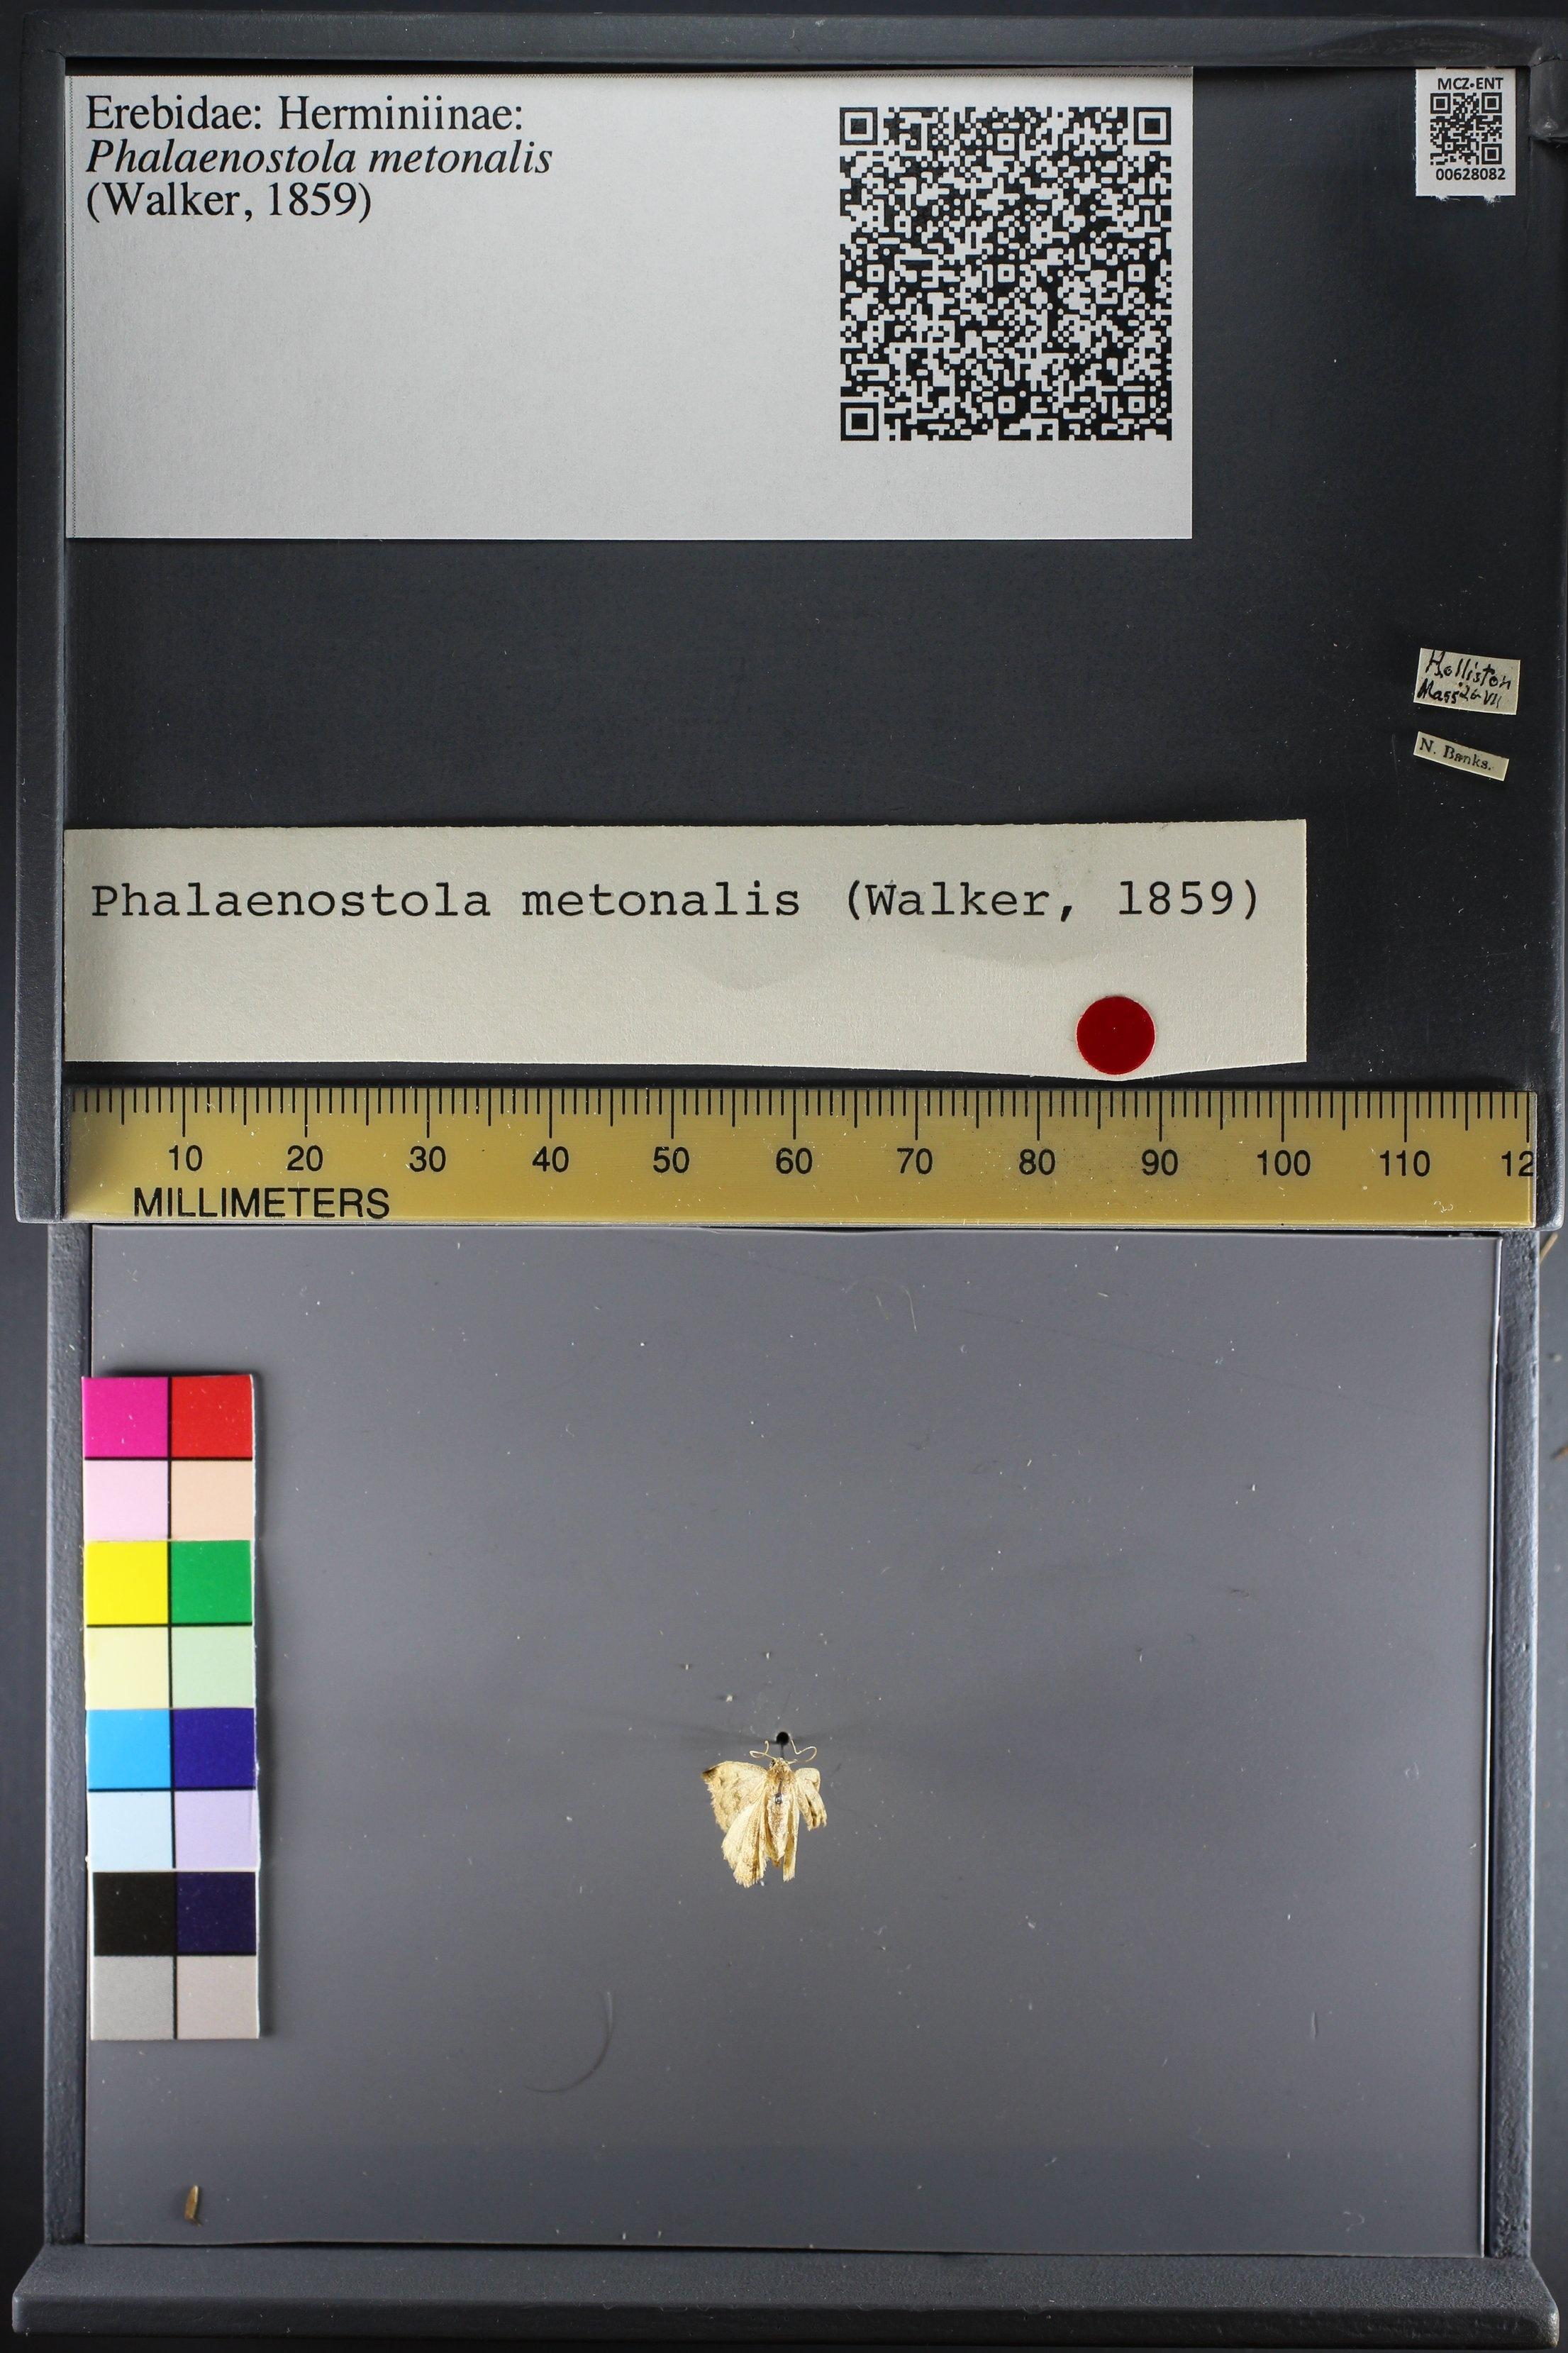 Erebidae: Herminiinae:
Phalaenostola metonalis
(Walker, 1859)
MCZ-ENT
00628082
Holliston
Mass 26 VII
N. Banks.
Phalaenostola metonalis (Walker, 1859)
10 20 30 40 50 60 70 80 90 100 110 12
MILLIMETERS